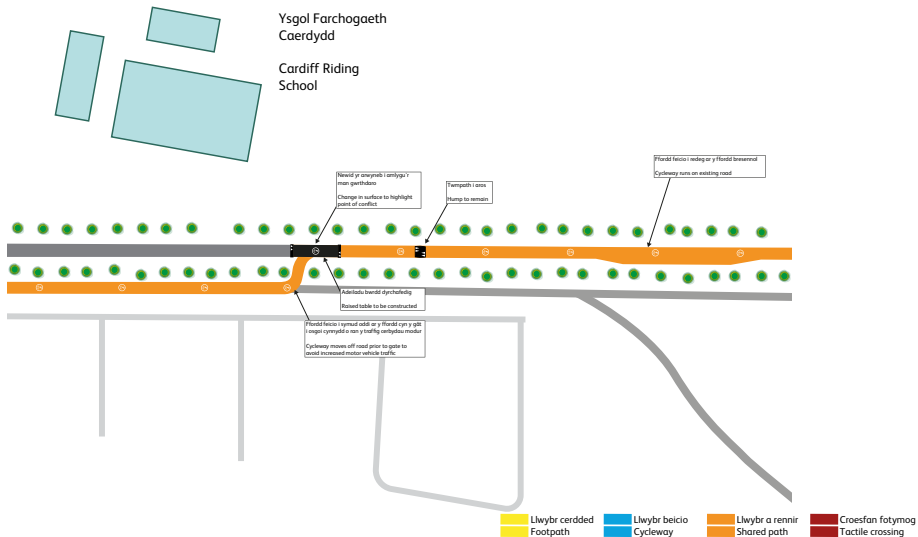 Ysgol Farchogaeth
Caerdydd
Cardiff Riding
School
Newid yr arwyneb i amlygu'r
man gwrthdaro
Change in surface to highlight
point of conflict
Twmpath i aros
Hump to remain
Ffordd feicio i redeg ar y ffordd bresennol
Cycleway runs on existing road
Adeiladu bwrdd dyrchafedig
Raised table to be constructed
Ffordd feicio i symud oddi ar y ffordd cyn y gât
i osgoi cynnydd o ran y traffig cerbydau modur
Cycleway moves off road prior to gate to
avoid increased motor vehicle traffic
Llwybr cerdded
Footpath
Llwybr beicio
Cycleway
Llwybr a rennir
Shared path
Croesfan fotymog
Tactile crossing